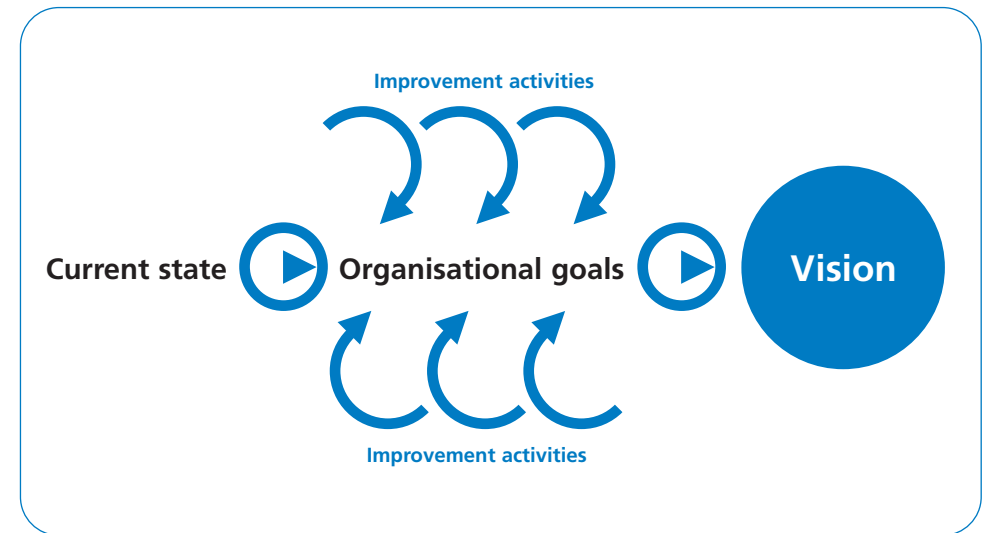 Improvement activities
Current state
Organisational goals
Vision
Improvement activities